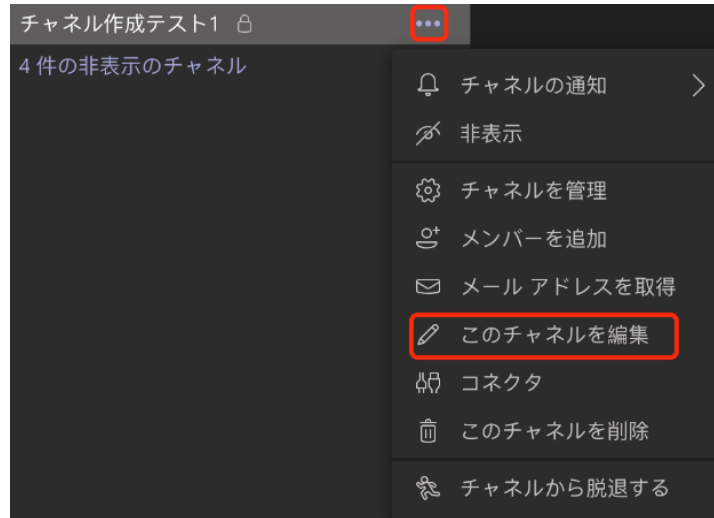 チャネル作成テスト1
4 件の非表示のチャネル
チャネルの通知
非表示
チャネルを管理
メンバーを追加
メール アドレスを取得
このチャネルを編集
コネクタ
このチャネルを削除
チャネルから脱退する